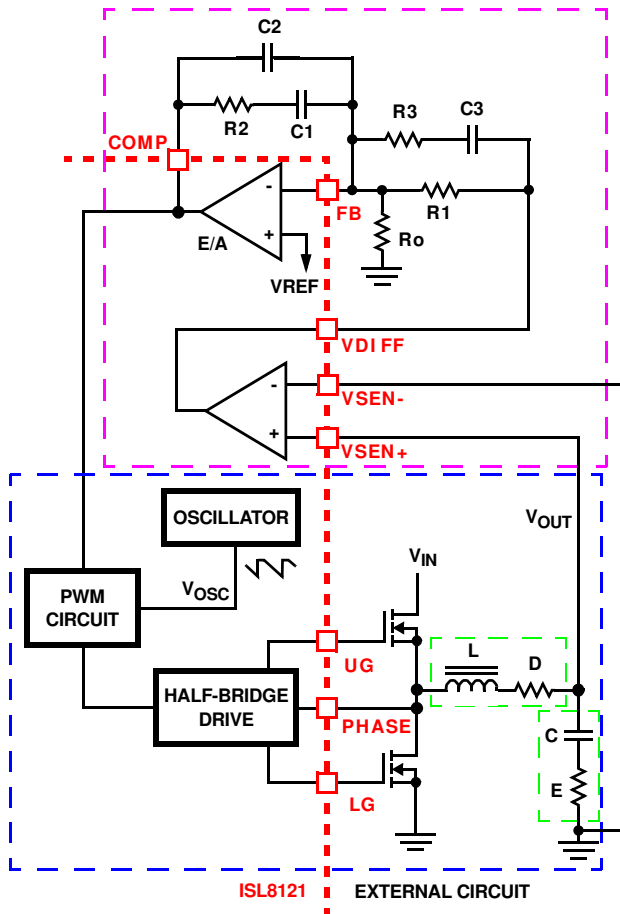 C2
R2
C1
R3
C3
COMP
-
+
E/A
FB
R1
Ro
VREF
VDIFF
-
VSEN-
+
VSEN+
OSCILLATOR
VOUT
VIN
PWM
CIRCUIT
VOSC
L
D
UG
HALF-BRIDGE
DRIVE
PHASE
C
E
LG
ISL8121
EXTERNAL CIRCUIT